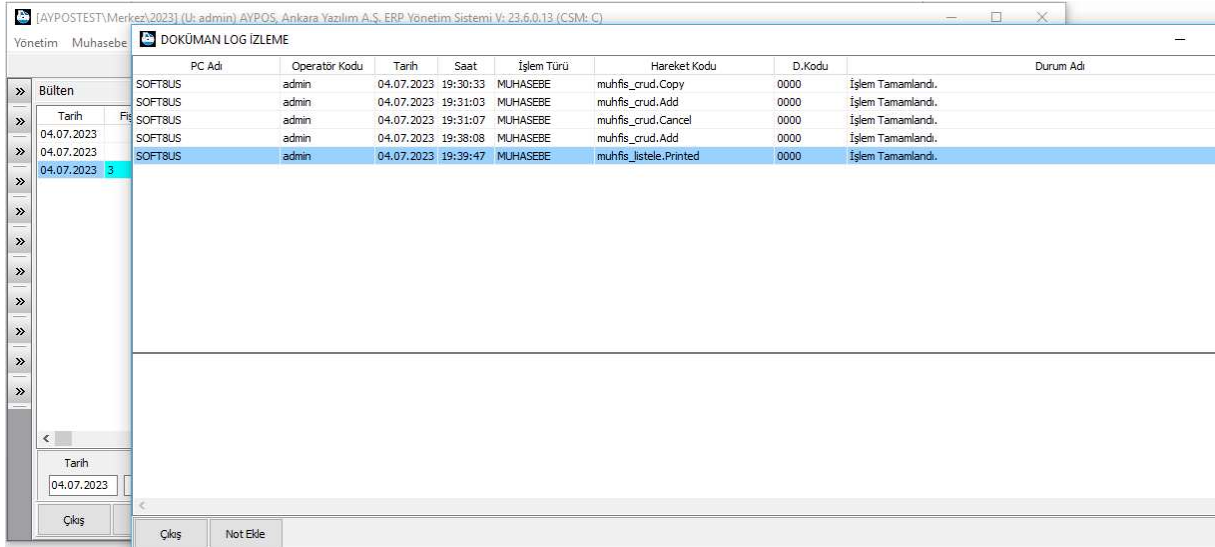 [AYPOSTEST\Merkez\2023] (U: admin) AYPOS, Ankara Yazılım A.Ş. ERP Yönetim Sistemi V: 23.6.0.13 (CSM: C)
Yönetim Muhasebe
DOKÜMAN LOG İZLEME
PC Adı Operatör Kodu Tarih Saat İşlem Türü Hareket Kodu D.Kodu Durum Adı
SOFT8US admin 04.07.2023 19:30:33 MUHASEBE muhfis_crud.Copy 0000 İşlem Tamamlandı.
SOFT8US admin 04.07.2023 19:31:03 MUHASEBE muhfis_crud.Add 0000 İşlem Tamamlandı.
SOFT8US admin 04.07.2023 19:31:07 MUHASEBE muhfis_crud.Cancel 0000 İşlem Tamamlandı.
SOFT8US admin 04.07.2023 19:38:08 MUHASEBE muhfis_crud.Add 0000 İşlem Tamamlandı.
SOFT8US admin 04.07.2023 19:39:47 MUHASEBE muhfis_listele.Printed 0000 İşlem Tamamlandı.
Bülten
Tarih
04.07.2023
04.07.2023
04.07.2023 3
Tarih
04.07.2023
Çıkış
Çıkış Not Ekle